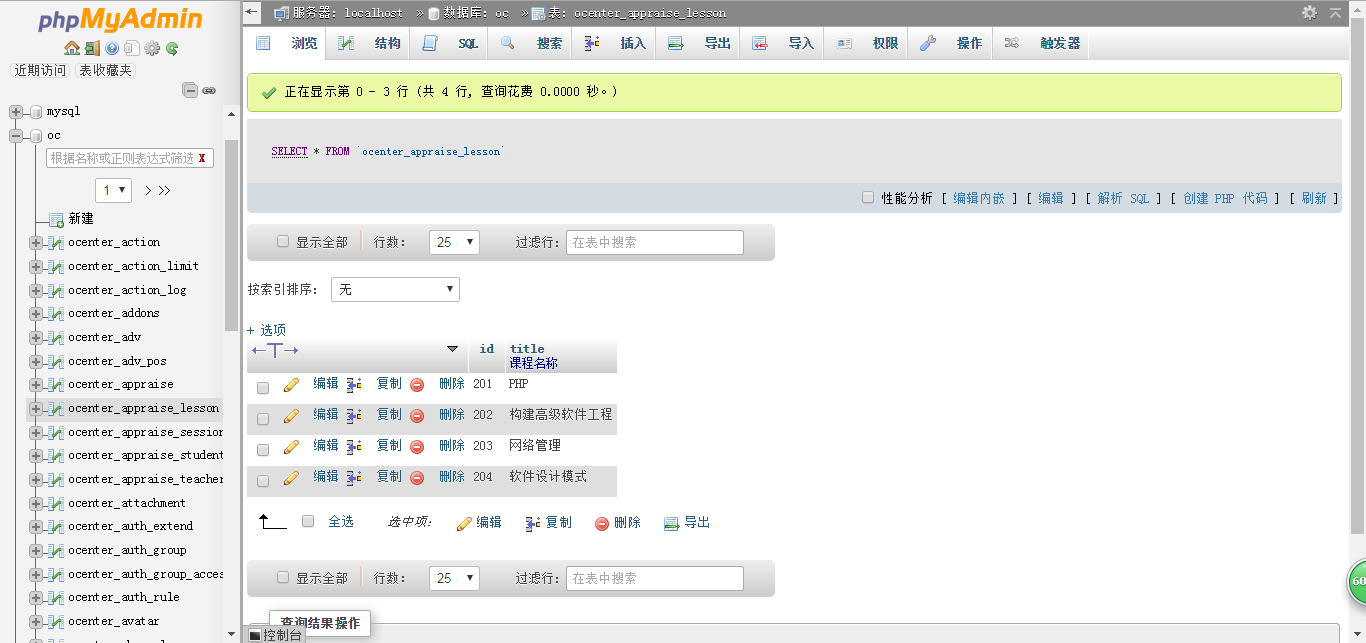 phpMyAdmin
近期访问 表收藏夹
mysql
oc
根据名称或正则表达式筛选 X
1 > >>
新建
ocenter_action
ocenter_action_limit
ocenter_action_log
ocenter_addons
ocenter_adv
ocenter_adv_pos
ocenter_appraise
ocenter_appraise_lesson
ocenter_appraise_session
ocenter_appraise_student
ocenter_appraise_teacher
ocenter_attachment
ocenter_auth_extend
ocenter_auth_group
ocenter_auth_group_acces
ocenter_auth_rule
ocenter_avatar
服务器: localhost » 数据库: oc » 表: ocenter_appraise_lesson
浏览 结构 SQL 搜索 插入 导出 导入 权限 操作 触发器
正在显示第 0 - 3 行 (共 4 行, 查询花费 0.0000 秒。)
SELECT * FROM `ocenter_appraise_lesson`
性能分析 [ 编辑内嵌 ] [ 编辑 ] [ 解析 SQL ] [ 创建 PHP 代码 ] [ 刷新 ]
显示全部 行数: 25 过滤行: 在表中搜索
按索引排序: 无
+ 选项
←T→ id title
课程名称
编辑 复制 删除 201 PHP
编辑 复制 删除 202 构建高级软件工程
编辑 复制 删除 203 网络管理
编辑 复制 删除 204 软件设计模式
全选 选中项: 编辑 复制 删除 导出
显示全部 行数: 25 过滤行: 在表中搜索
查询结果操作
控制台
60